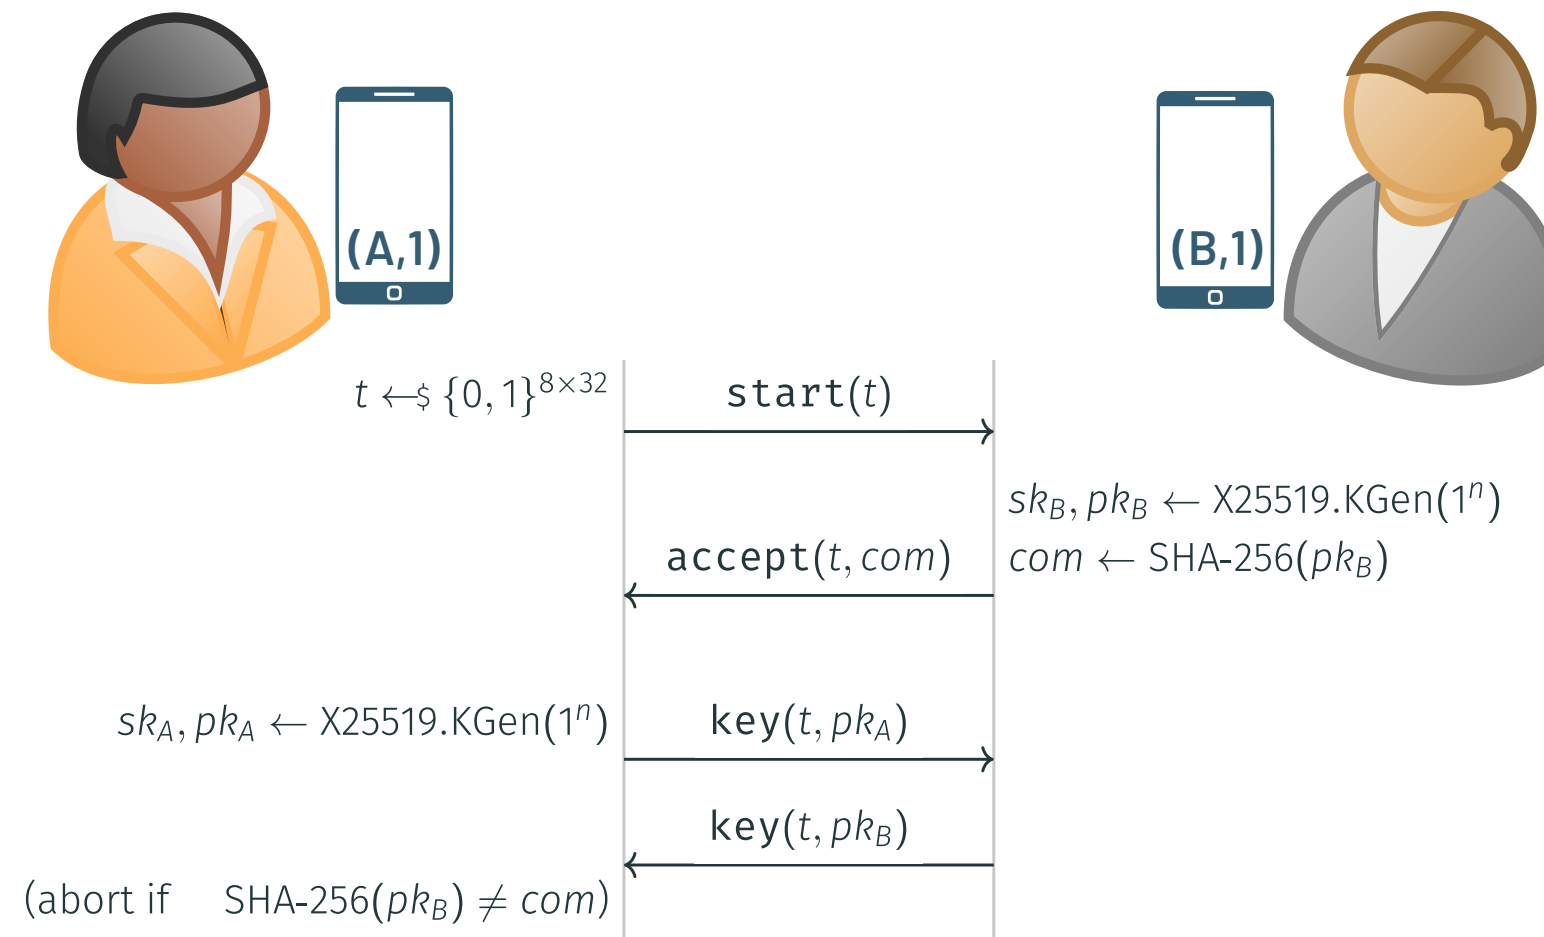 (A,1)
(B,1)
t ←$ {0, 1}^{8×32}
start(t)
sk_B, pk_B ← X25519.KGen(1^n)
accept(t, com)
com ← SHA-256(pk_B)
sk_A, pk_A ← X25519.KGen(1^n)
key(t, pk_A)
key(t, pk_B)
(abort if SHA-256(pk_B) ≠ com)